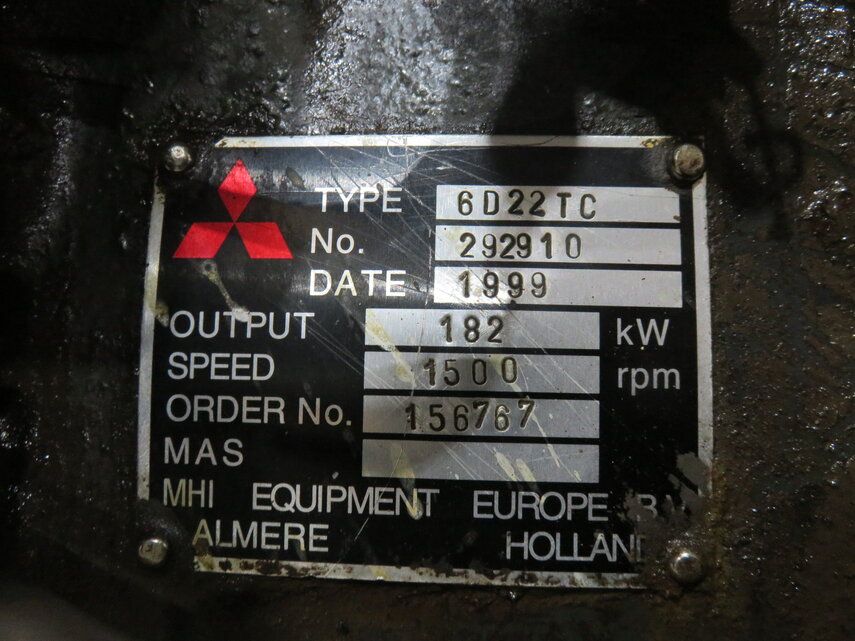 TYPE 6D22TC
No. 292910
DATE 1999
OUTPUT 182 kW
SPEED 1500 rpm
ORDER No. 156767
MAS
MHI EQUIPMENT EUROPE
ALMERE